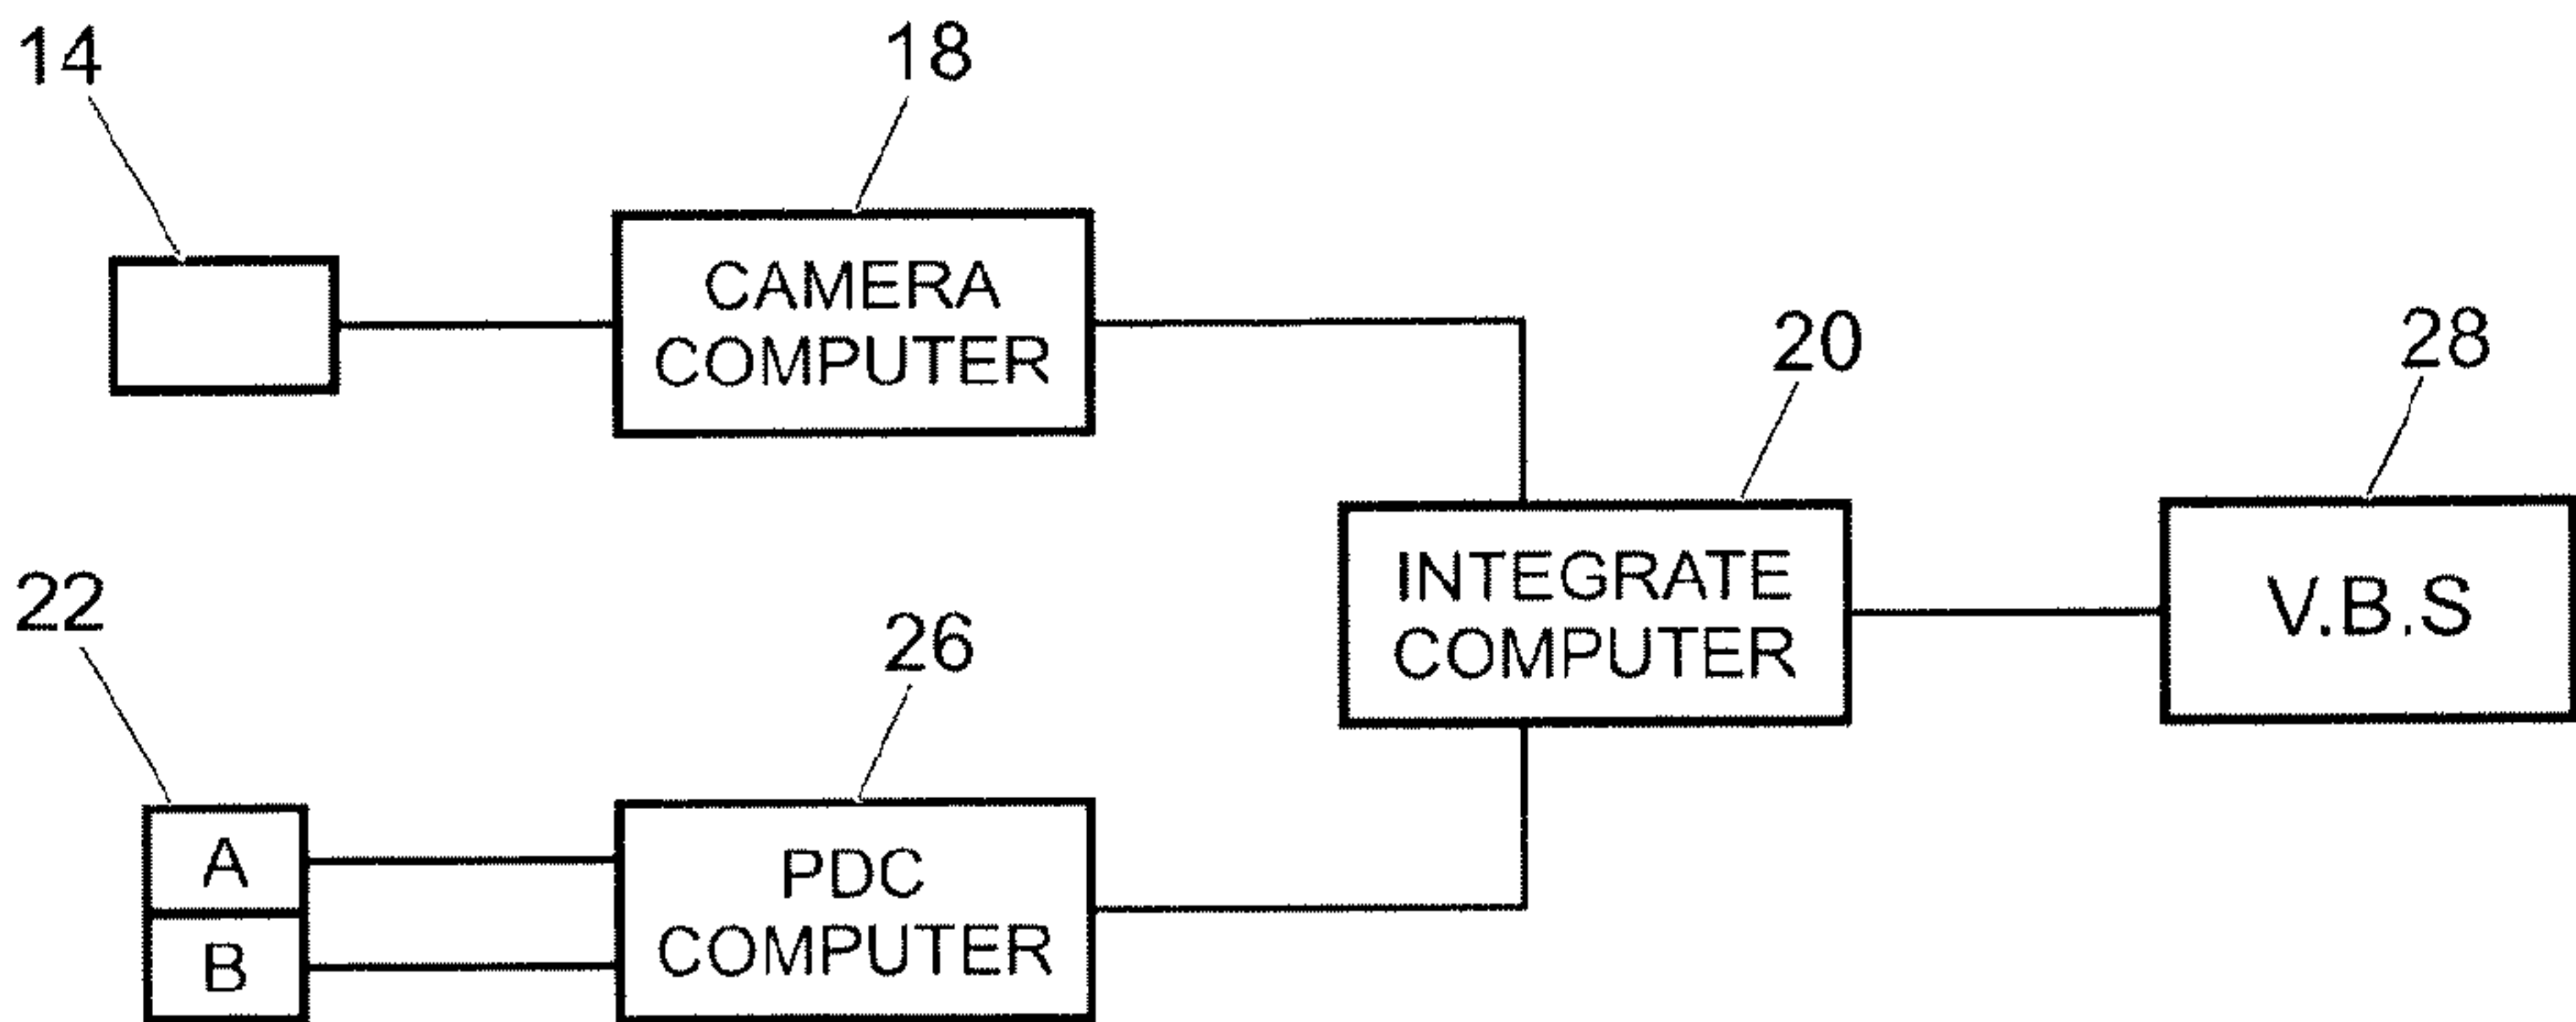 14
18
CAMERA
COMPUTER
20
28
INTEGRATE
COMPUTER
V.B.S
22
26
A
B
PDC
COMPUTER